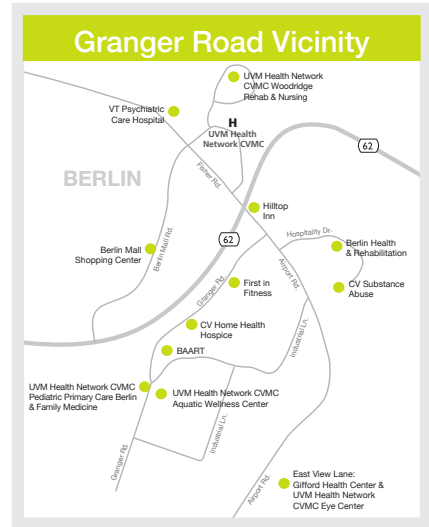 Granger Road Vicinity
UVM Health Network
CVMC Woodridge
Rehab & Nursing
VT Psychiatric
Care Hospital
H
UVM Health
Network CVMC
62
BERLIN
Fisher Rd.
Hilltop
Inn
Berlin Mall Rd.
62
Hospitality Dr.
Berlin Mall
Shopping Center
Berlin Health
& Rehabilitation
Airport Rd.
Granger Rd.
First in
Fitness
CV Substance
Abuse
CV Home Health
Hospice
Industrial Ln.
BAART
UVM Health Network CVMC
Pediatric Primary Care Berlin
& Family Medicine
UVM Health Network CVMC
Aquatic Wellness Center
Industrial Ln.
Granger Rd.
Airport Rd.
East View Lane:
Gifford Health Center &
UVM Health Network
CVMC Eye Center